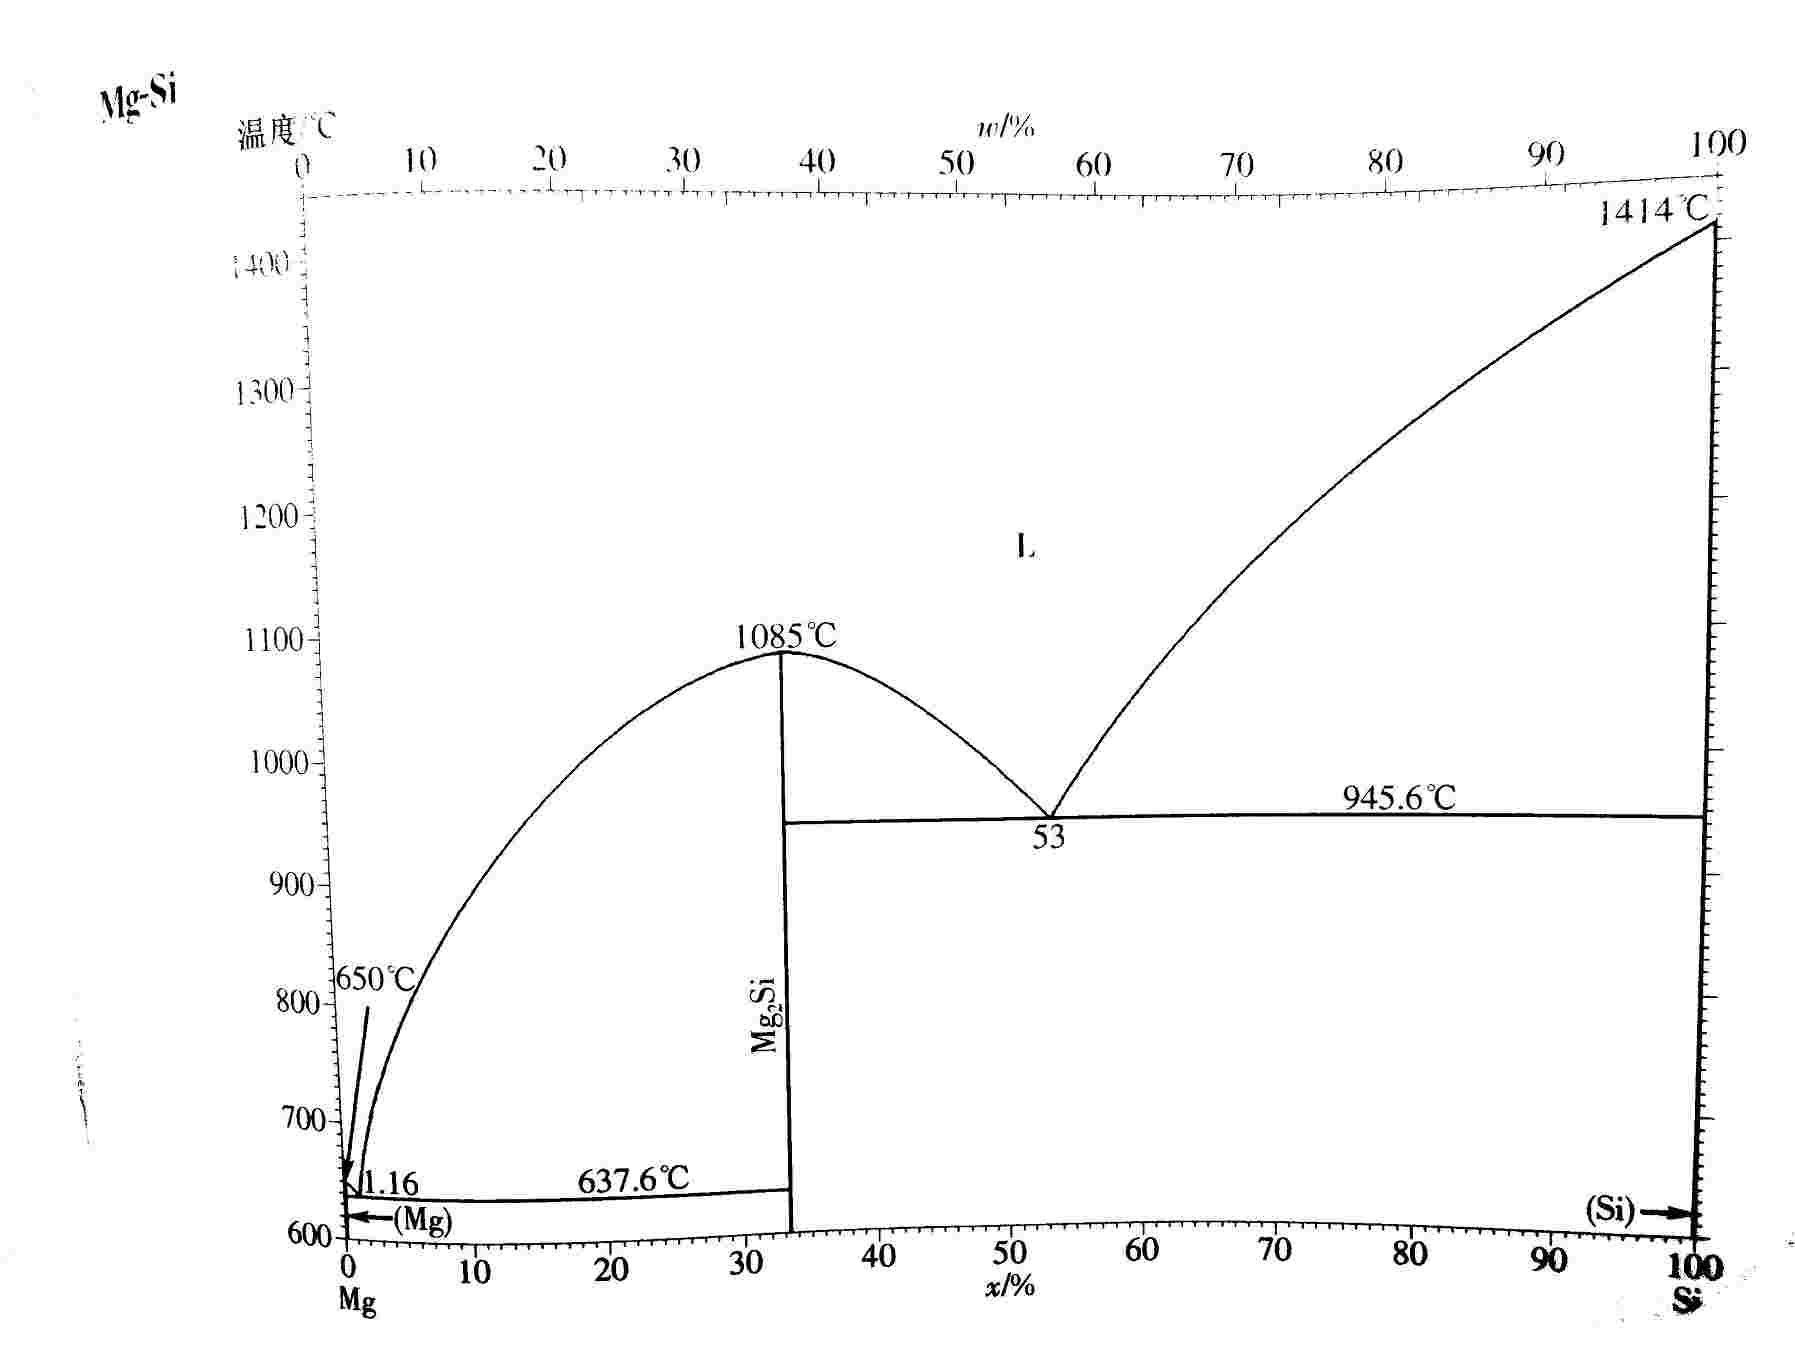 Mg-Si
温度/℃
w/%
0 10 20 30 40 50 60 70 80 90 100
1414℃
1400
1300
1200
L
1100
1085℃
1000
945.6℃
53
900
650℃
800
Mg₂Si
700
1.16
637.6℃
(Mg)
(Si)
600
0 10 20 30 40 50 60 70 80 90 100
Mg
x/%
Si